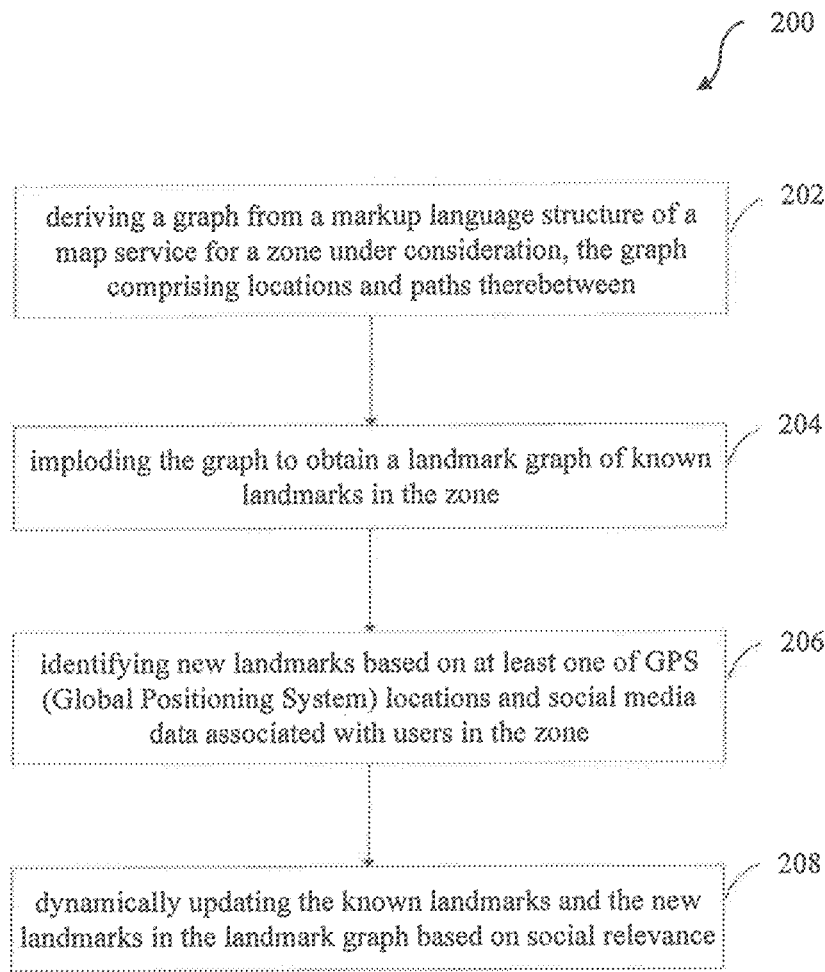 200
202
deriving a graph from a markup language structure of a
map service for a zone under consideration, the graph
comprising locations and paths therebetween
204
imploding the graph to obtain a landmark graph of known
landmarks in the zone
206
identifying new landmarks based on at least one of GPS
(Global Positioning System) locations and social media
data associated with users in the zone
208
dynamically updating the known landmarks and the new
landmarks in the landmark graph based on social relevance